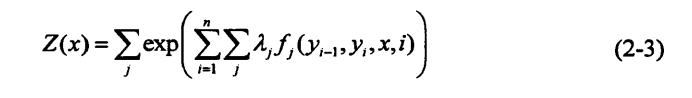 Z(x) = ∑_j exp( ∑_{i=1}^{n} ∑_j λ_j f_j(y_{i-1}, y_i, x, i) ) (2-3)